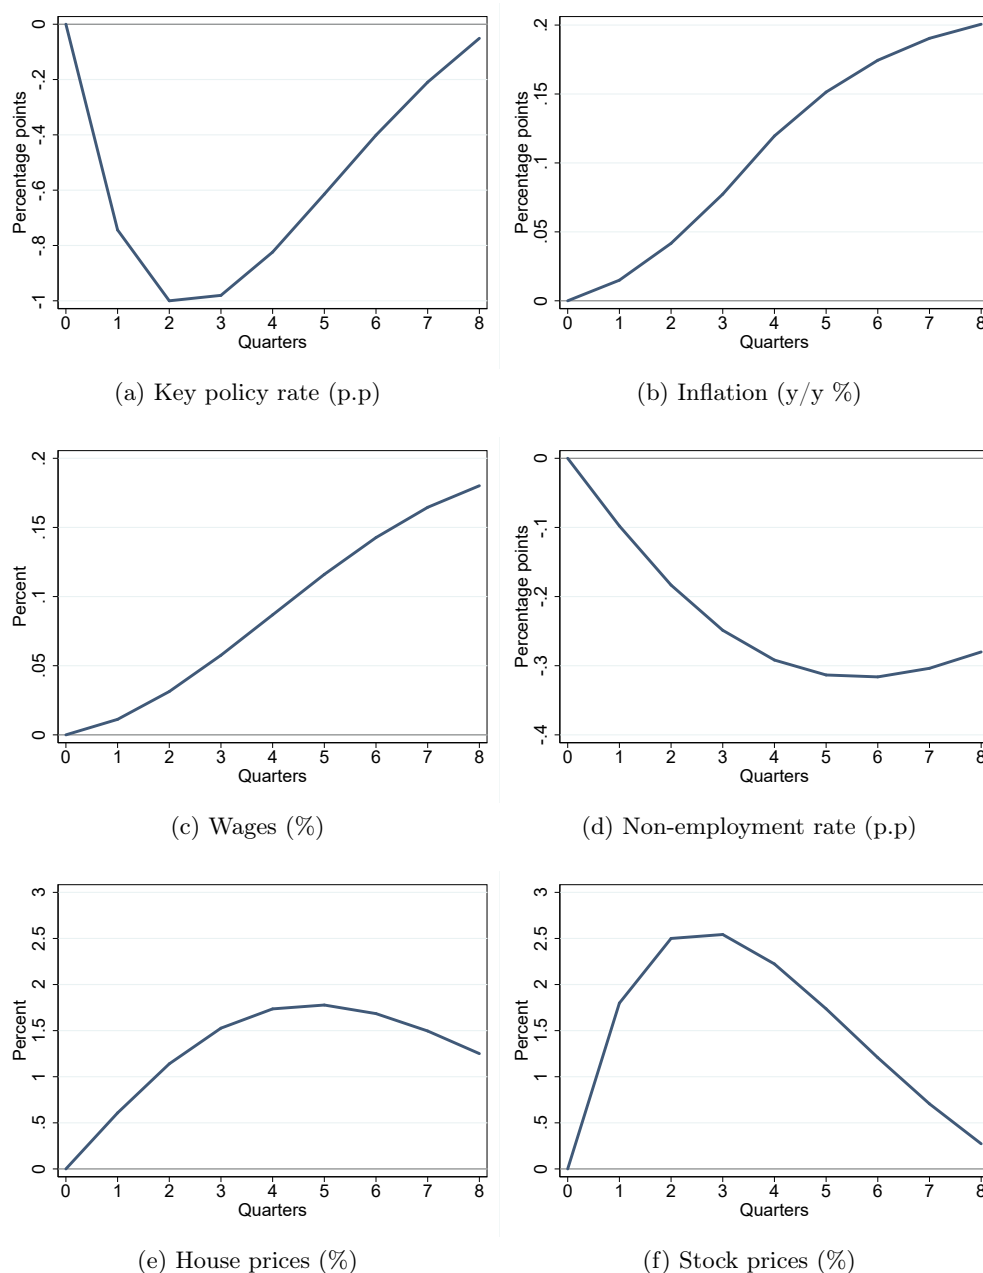 0
-.2
-.4
-.6
-.8
-1
Percentage points
0 1 2 3 4 5 6 7 8
Quarters
(a) Key policy rate (p.p)
.2
.15
.1
.05
0
Percentage points
0 1 2 3 4 5 6 7 8
Quarters
(b) Inflation (y/y %)
.2
.15
.1
.05
0
Percent
0 1 2 3 4 5 6 7 8
Quarters
(c) Wages (%)
0
-.1
-.2
-.3
-.4
Percentage points
0 1 2 3 4 5 6 7 8
Quarters
(d) Non-employment rate (p.p)
3
2.5
2
1.5
1
.5
0
Percent
0 1 2 3 4 5 6 7 8
Quarters
(e) House prices (%)
3
2.5
2
1.5
1
.5
0
Percent
0 1 2 3 4 5 6 7 8
Quarters
(f) Stock prices (%)